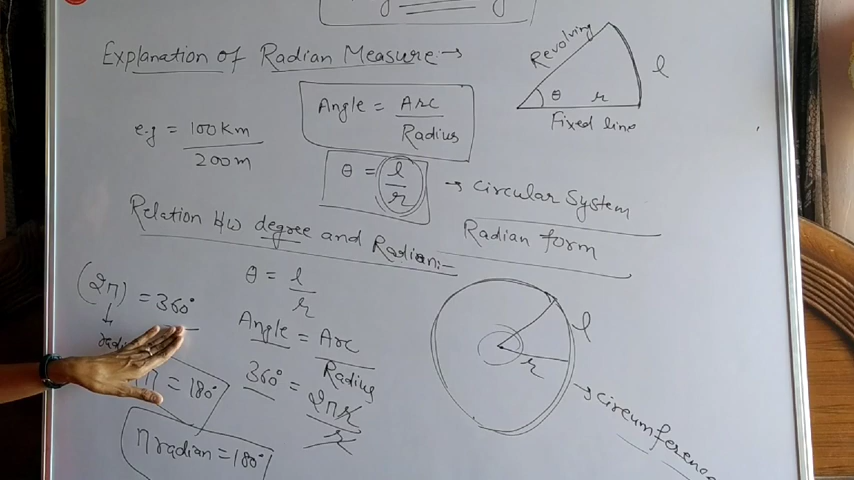 Explanation of Radian Measure:→
Angle = Arc / Radius
e.g = 100 km / 200 m
θ = l / r → Circular System
Radian form
Revolving
θ r l
Fixed line
Relation b/w degree and Radian:-
θ = l / r
(2π) = 360°
Angle = Arc / Radius
360° = 2πr / r
= 180°
π radian = 180°
l
r
→ circumference